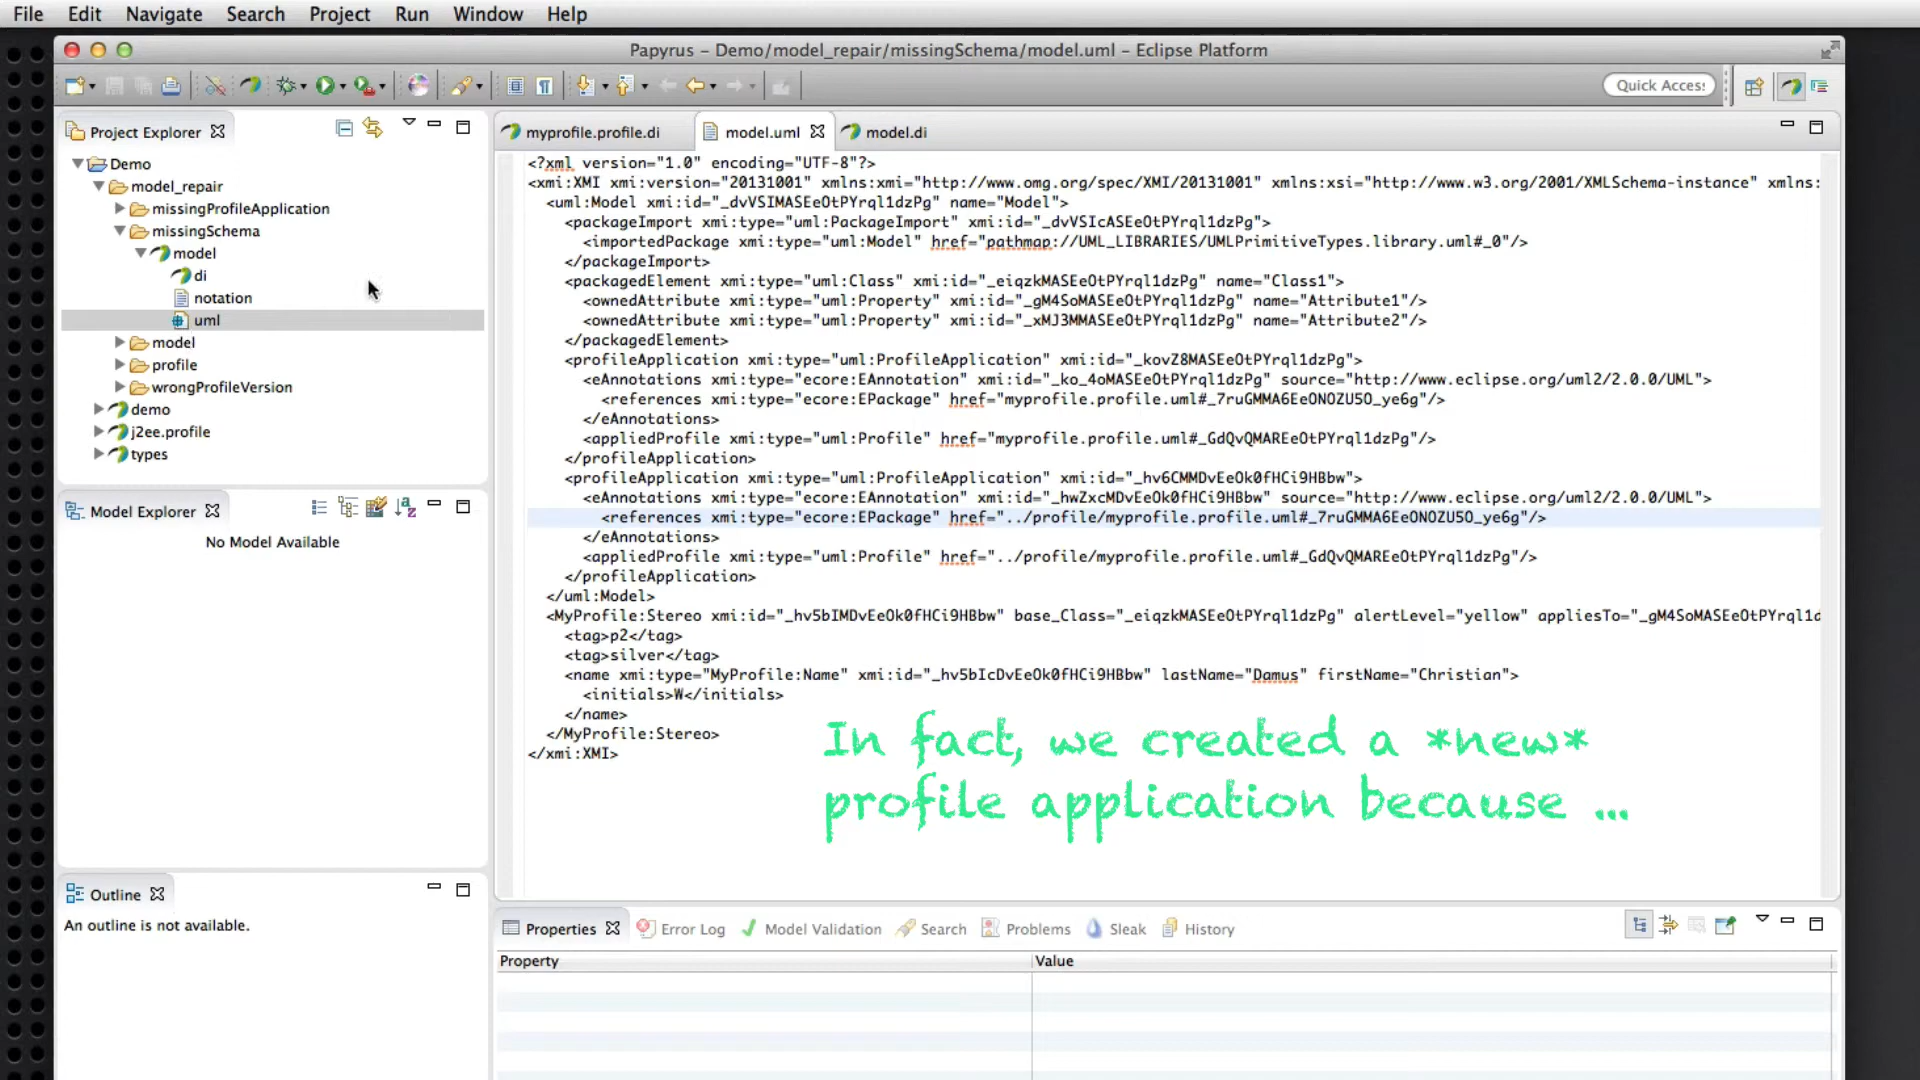 File Edit Navigate Search Project Run Window Help
Papyrus - Demo/model_repair/missingSchema/model.uml - Eclipse Platform
Quick Access
Project Explorer
Demo
model_repair
missingProfileApplication
missingSchema
model
di
notation
uml
model
profile
wrongProfileVersion
demo
j2ee.profile
types
Model Explorer
No Model Available
Outline
An outline is not available.
myprofile.profile.di model.uml model.di
<?xml version="1.0" encoding="UTF-8"?>
<xmi:XMI xmi:version="20131001" xmlns:xmi="http://www.omg.org/spec/XMI/20131001" xmlns:xsi="http://www.w3.org/2001/XMLSchema-instance" xmlns:
<uml:Model xmi:id="_dvVSIMASEeOtPYrql1dzPg" name="Model">
<packageImport xmi:type="uml:PackageImport" xmi:id="_dvVSIcASEeOtPYrql1dzPg">
<importedPackage xmi:type="uml:Model" href="pathmap://UML_LIBRARIES/UMLPrimitiveTypes.library.uml#_0"/>
</packageImport>
<packagedElement xmi:type="uml:Class" xmi:id="_eiqzkMASEeOtPYrql1dzPg" name="Class1">
<ownedAttribute xmi:type="uml:Property" xmi:id="_gM4SoMASEeOtPYrql1dzPg" name="Attribute1"/>
<ownedAttribute xmi:type="uml:Property" xmi:id="_xMJ3MMASEeOtPYrql1dzPg" name="Attribute2"/>
</packagedElement>
<profileApplication xmi:type="uml:ProfileApplication" xmi:id="_kovZ8MASEeOtPYrql1dzPg">
<eAnnotations xmi:type="ecore:EAnnotation" xmi:id="_ko_4oMASEeOtPYrql1dzPg" source="http://www.eclipse.org/uml2/2.0.0/UML">
<references xmi:type="ecore:EPackage" href="myprofile.profile.uml#_7ruGMMA6EeONOZU5O_ye6g"/>
</eAnnotations>
<appliedProfile xmi:type="uml:Profile" href="myprofile.profile.uml#_GdQvQMAREeOtPYrql1dzPg"/>
</profileApplication>
<profileApplication xmi:type="uml:ProfileApplication" xmi:id="_hv6CMMDvEeOk0fHCi9HBbw">
<eAnnotations xmi:type="ecore:EAnnotation" xmi:id="_hwZxcMDvEeOk0fHCi9HBbw" source="http://www.eclipse.org/uml2/2.0.0/UML">
<references xmi:type="ecore:EPackage" href="../profile/myprofile.profile.uml#_7ruGMMA6EeONOZU5O_ye6g"/>
</eAnnotations>
<appliedProfile xmi:type="uml:Profile" href="../profile/myprofile.profile.uml#_GdQvQMAREeOtPYrql1dzPg"/>
</profileApplication>
</uml:Model>
<MyProfile:Stereo xmi:id="_hv5bIMDvEeOk0fHCi9HBbw" base_Class="_eiqzkMASEeOtPYrql1dzPg" alertLevel="yellow" appliesTo="_gM4SoMASEeOtPYrql1d
<tag>p2</tag>
<tag>silver</tag>
<name xmi:type="MyProfile:Name" xmi:id="_hv5bIcDvEeOk0fHCi9HBbw" lastName="Damus" firstName="Christian">
<initials>W</initials>
</name>
</MyProfile:Stereo>
</xmi:XMI>
In fact, we created a *new*
profile application because ...
Properties Error Log Model Validation Search Problems Sleak History
Property Value